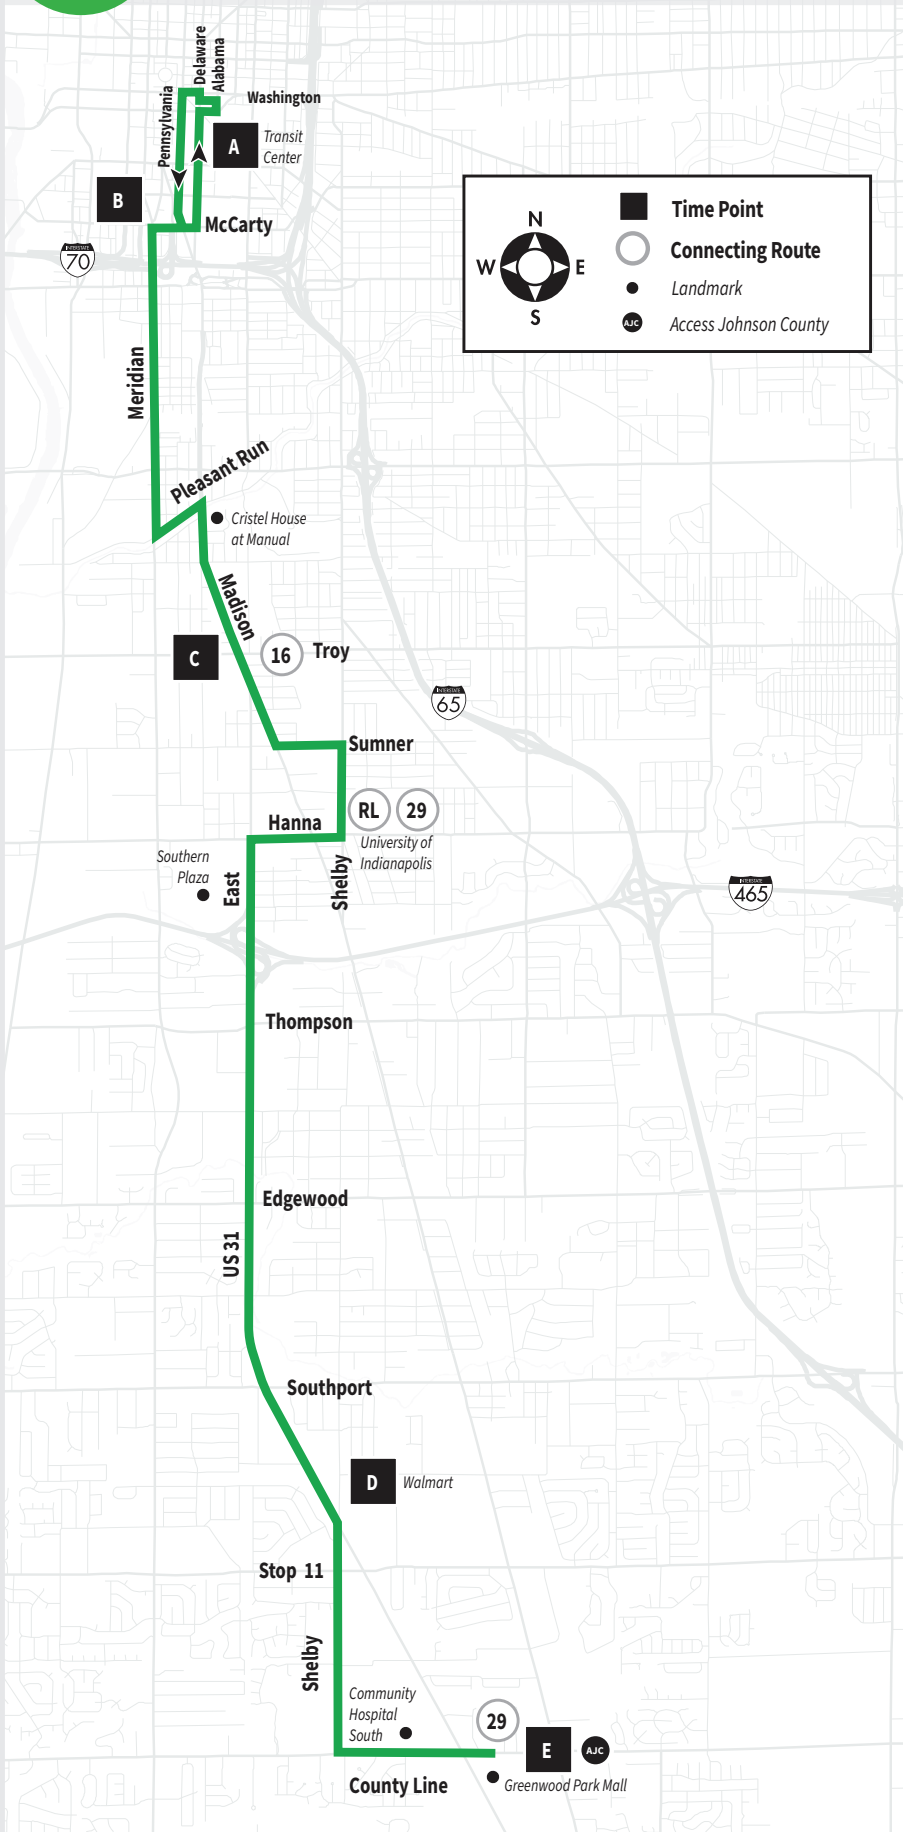 Delaware
Alabama
Pennsylvania
Washington
A
Transit
Center
B
McCarty
INTERSTATE
70
N
W
E
S
Time Point
Connecting Route
Landmark
AJC
Access Johnson County
Meridian
Pleasant Run
Cristel House
at Manual
Madison
C
16
Troy
INTERSTATE
65
Sumner
RL
29
Hanna
University of
Indianapolis
Southern
Plaza
East
Shelby
INTERSTATE
465
Thompson
Edgewood
US 31
Southport
D
Walmart
Stop 11
Shelby
Community
Hospital
South
29
E
AJC
Greenwood Park Mall
County Line